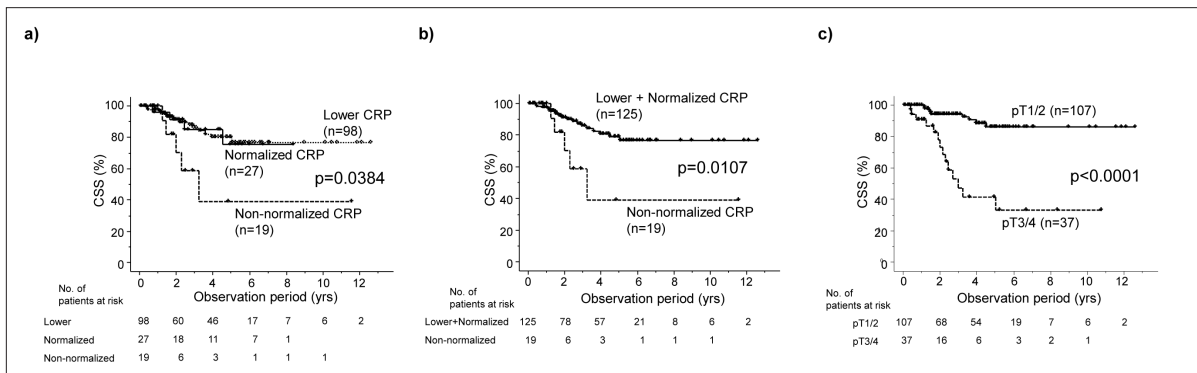 a)
100
80
60
40
20
0
CSS (%)
Lower CRP
(n=98)
Normalized CRP
(n=27)
p=0.0384
Non-normalized CRP
(n=19)
0 2 4 6 8 10 12
No. of
patients at risk
Observation period (yrs)
Lower 98 60 46 17 7 6 2
Normalized 27 18 11 7 1
Non-normalized 19 6 3 1 1 1
b)
100
80
60
40
20
0
CSS (%)
Lower + Normalized CRP
(n=125)
p=0.0107
Non-normalized CRP
(n=19)
0 2 4 6 8 10 12
No. of
patients at risk
Observation period (yrs)
Lower+Normalized 125 78 57 21 8 6 2
Non-normalized 19 6 3 1 1 1
c)
100
80
60
40
20
0
CSS (%)
pT1/2 (n=107)
p<0.0001
pT3/4 (n=37)
0 2 4 6 8 10 12
No. of
patients at risk
Observation period (yrs)
pT1/2 107 68 54 19 7 6 2
pT3/4 37 16 6 3 2 1